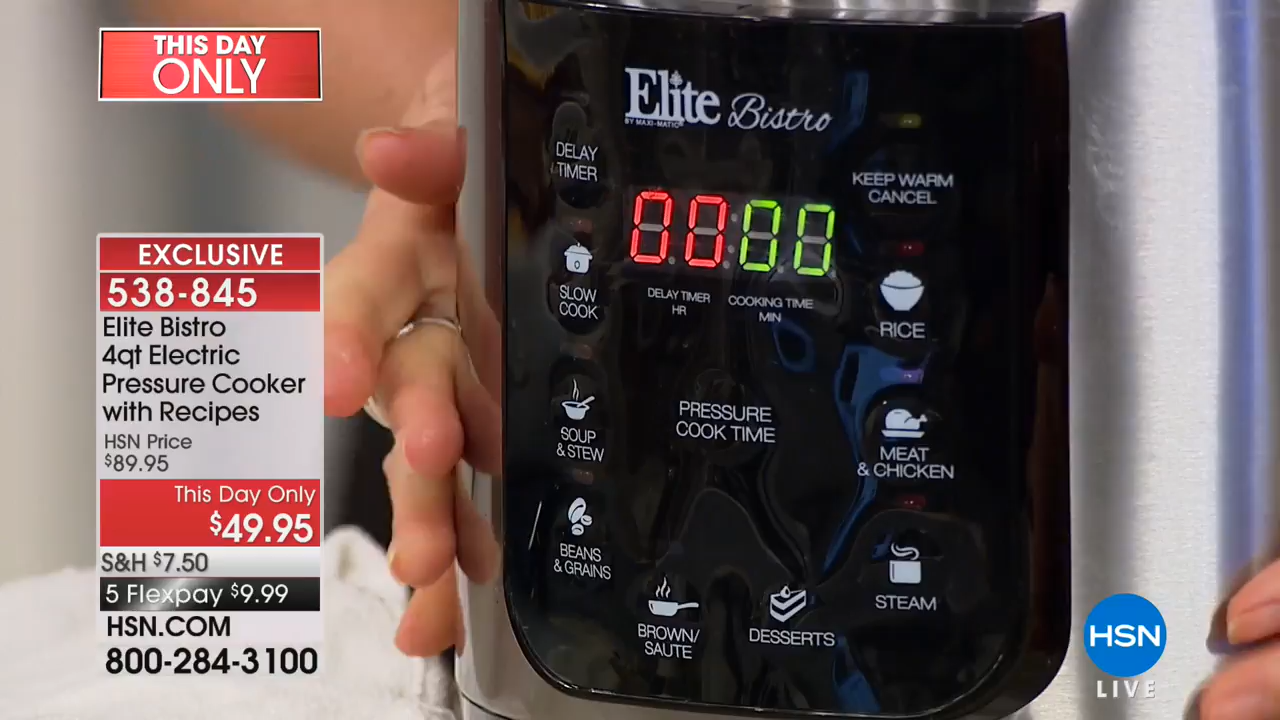 THIS DAY
ONLY
EXCLUSIVE
538-845
Elite Bistro
4qt Electric
Pressure Cooker
with Recipes
HSN Price
$89.95
This Day Only
$49.95
S&H $7.50
5 Flexpay $9.99
HSN.COM
800-284-3100
Elite Bistro
BY MAXI-MATIC
DELAY
TIMER
KEEP WARM
CANCEL
00:00
DELAY TIMER
HR
COOKING TIME
MIN
SLOW
COOK
RICE
PRESSURE
COOK TIME
SOUP
& STEW
MEAT
& CHICKEN
BEANS
& GRAINS
STEAM
BROWN/
SAUTE
DESSERTS
HSN
LIVE